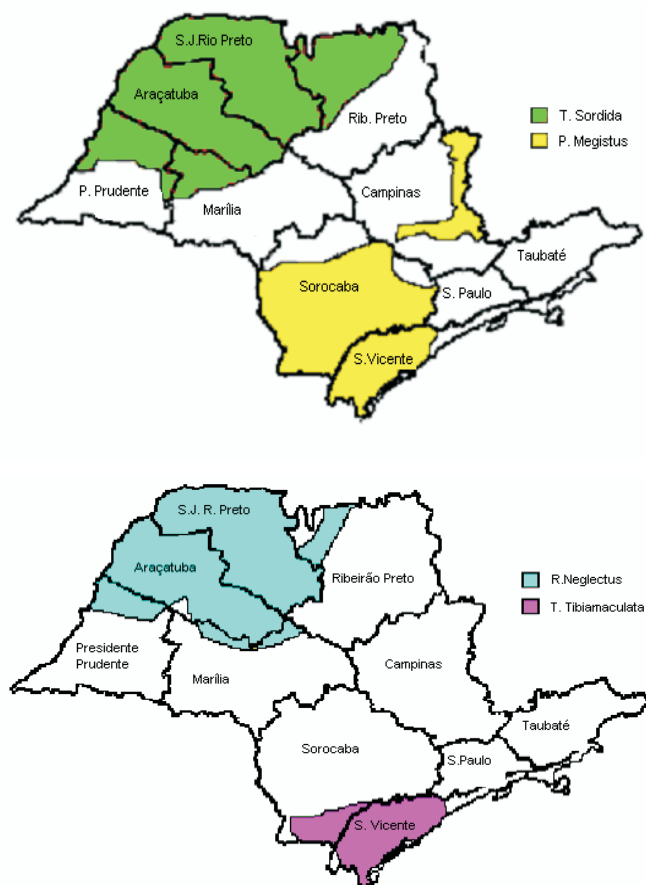 S.J.Rio Preto
Araçatuba
Rib. Preto
T. Sordida
P. Megistus
P. Prudente
Marília
Campinas
Taubaté
Sorocaba
S. Paulo
S.Vicente
S.J. R. Preto
Araçatuba
Ribeirão Preto
R.Neglectus
T. Tibiamaculata
Presidente
Prudente
Marília
Campinas
Taubaté
Sorocaba
S.Paulo
S. Vicente